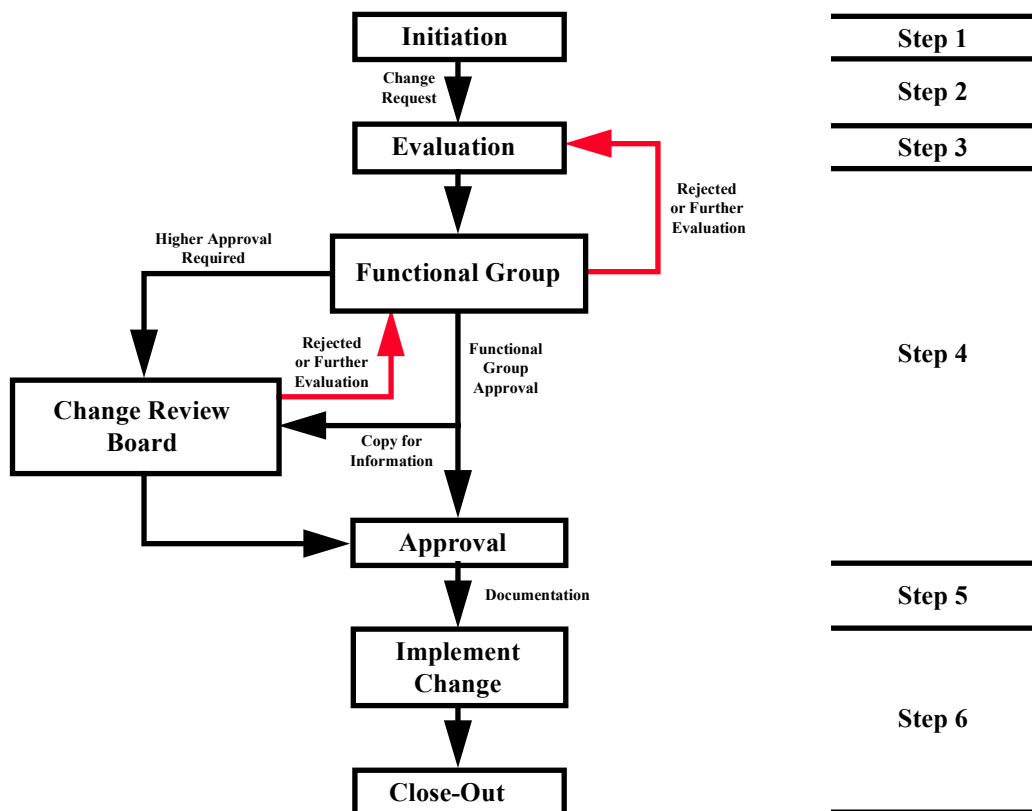 Initiation
Step 1
Change
Request
Step 2
Evaluation
Step 3
Rejected
or Further
Evaluation
Higher Approval
Required
Functional Group
Rejected
or Further
Evaluation
Functional
Group
Approval
Step 4
Change Review
Board
Copy for
Information
Approval
Documentation
Step 5
Implement
Change
Step 6
Close-Out